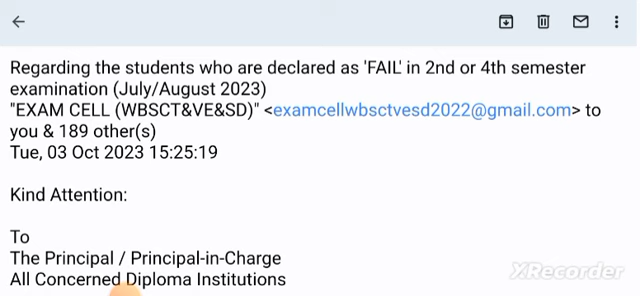 Regarding the students who are declared as 'FAIL' in 2nd or 4th semester
examination (July/August 2023)
"EXAM CELL (WBSCT&VE&SD)" <examcellwbsctvesd2022@gmail.com> to
you & 189 other(s)
Tue, 03 Oct 2023 15:25:19
Kind Attention:
To
The Principal / Principal-in-Charge
All Concerned Diploma Institutions
XRecorder